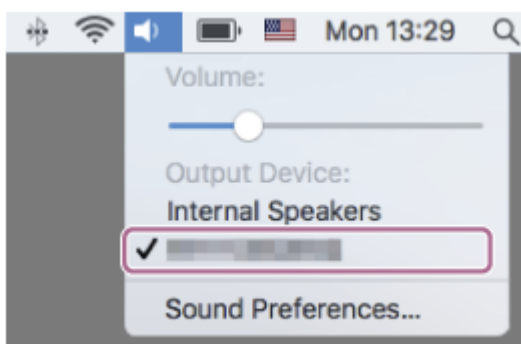 Mon 13:29
Volume:
Output Device:
Internal Speakers
Sound Preferences...